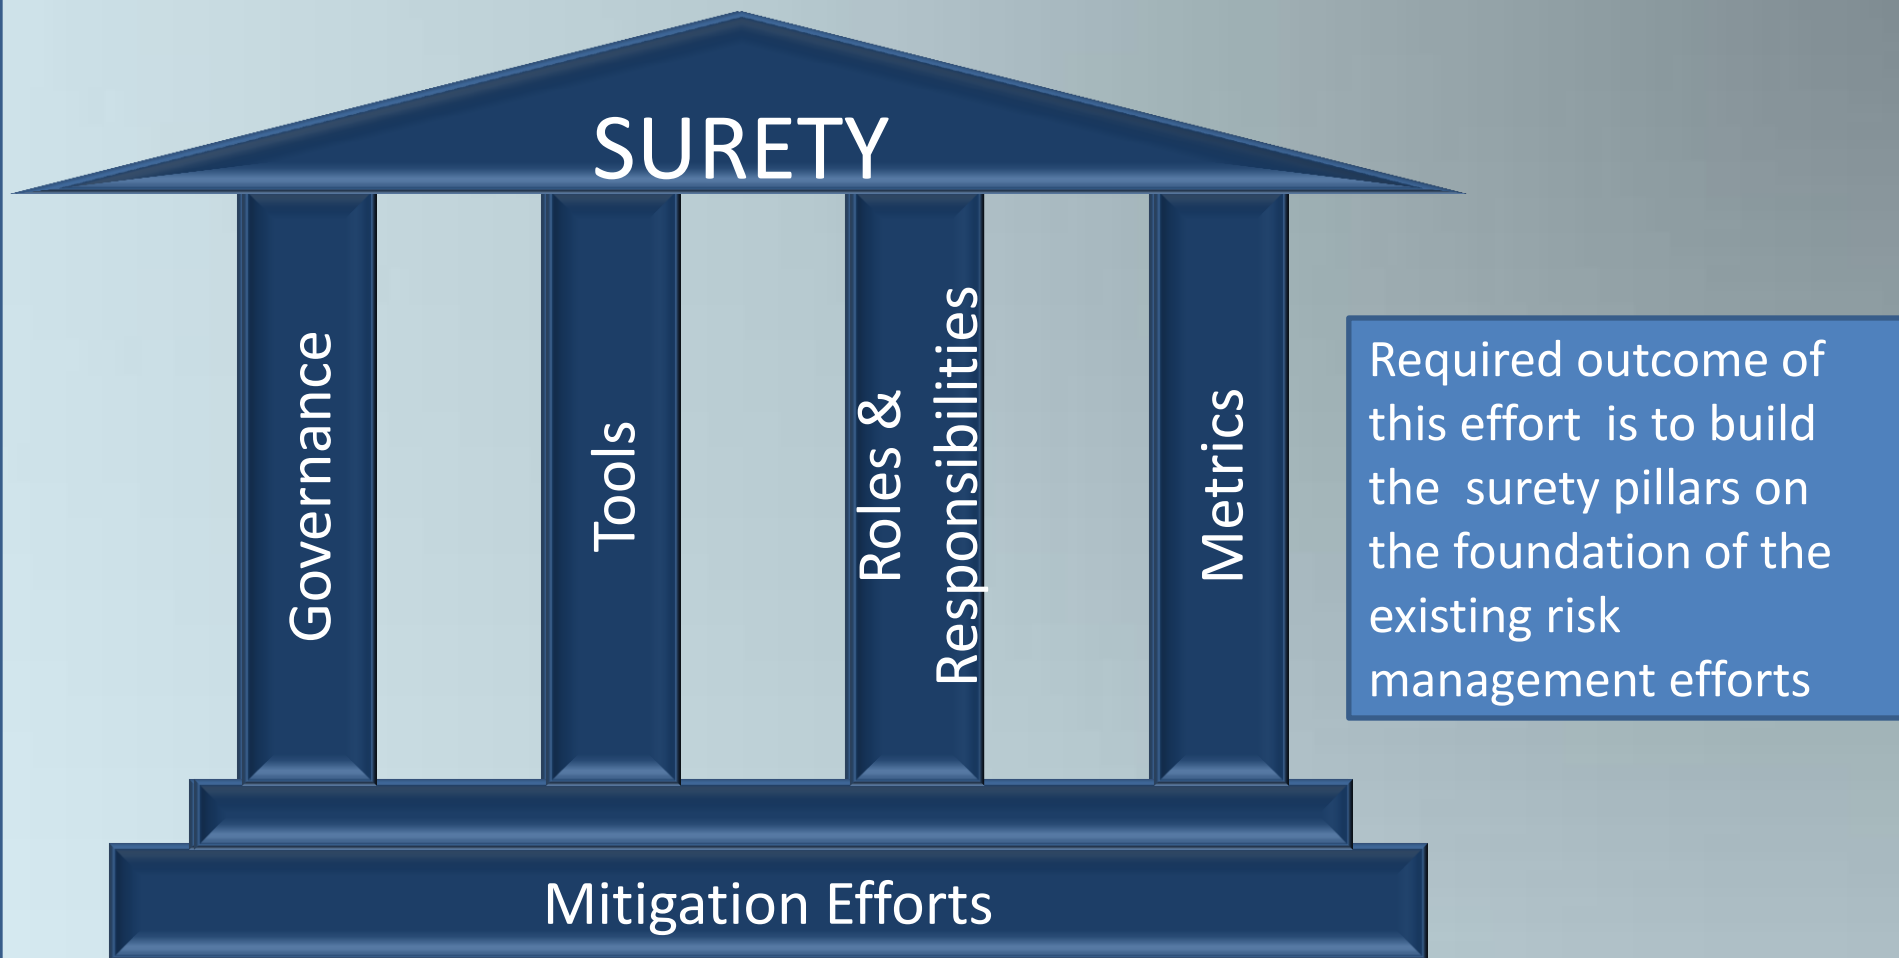 SURETY
Governance
Tools
Roles &
Responsibilities
Metrics
Required outcome of
this effort  is to build
the  surety pillars on
the foundation of the
existing risk
management efforts
Mitigation Efforts